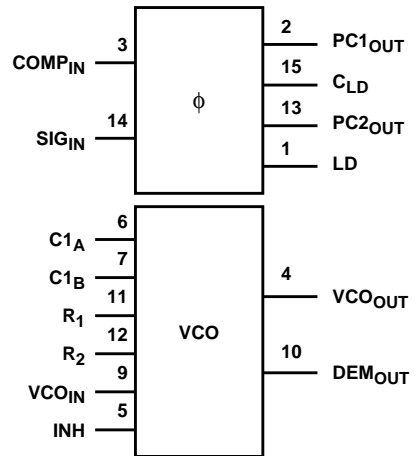 3
COMP_IN
14
SIG_IN
ϕ
2
PC1_OUT
15
C_LD
13
PC2_OUT
1
LD
6
C1_A
7
C1_B
11
R_1
12
R_2
9
VCO_IN
5
INH
VCO
4
VCO_OUT
10
DEM_OUT